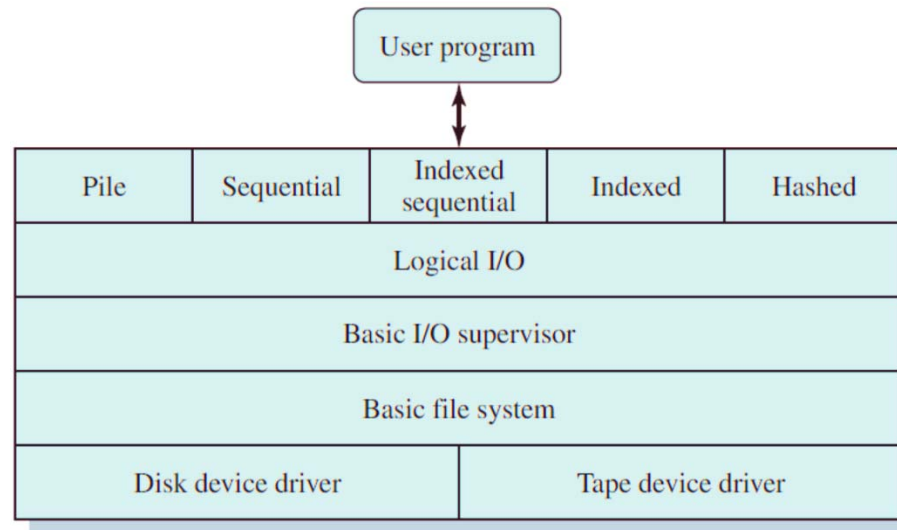 User program
Pile
Sequential
Indexed
sequential
Indexed
Hashed
Logical I/O
Basic I/O supervisor
Basic file system
Disk device driver
Tape device driver